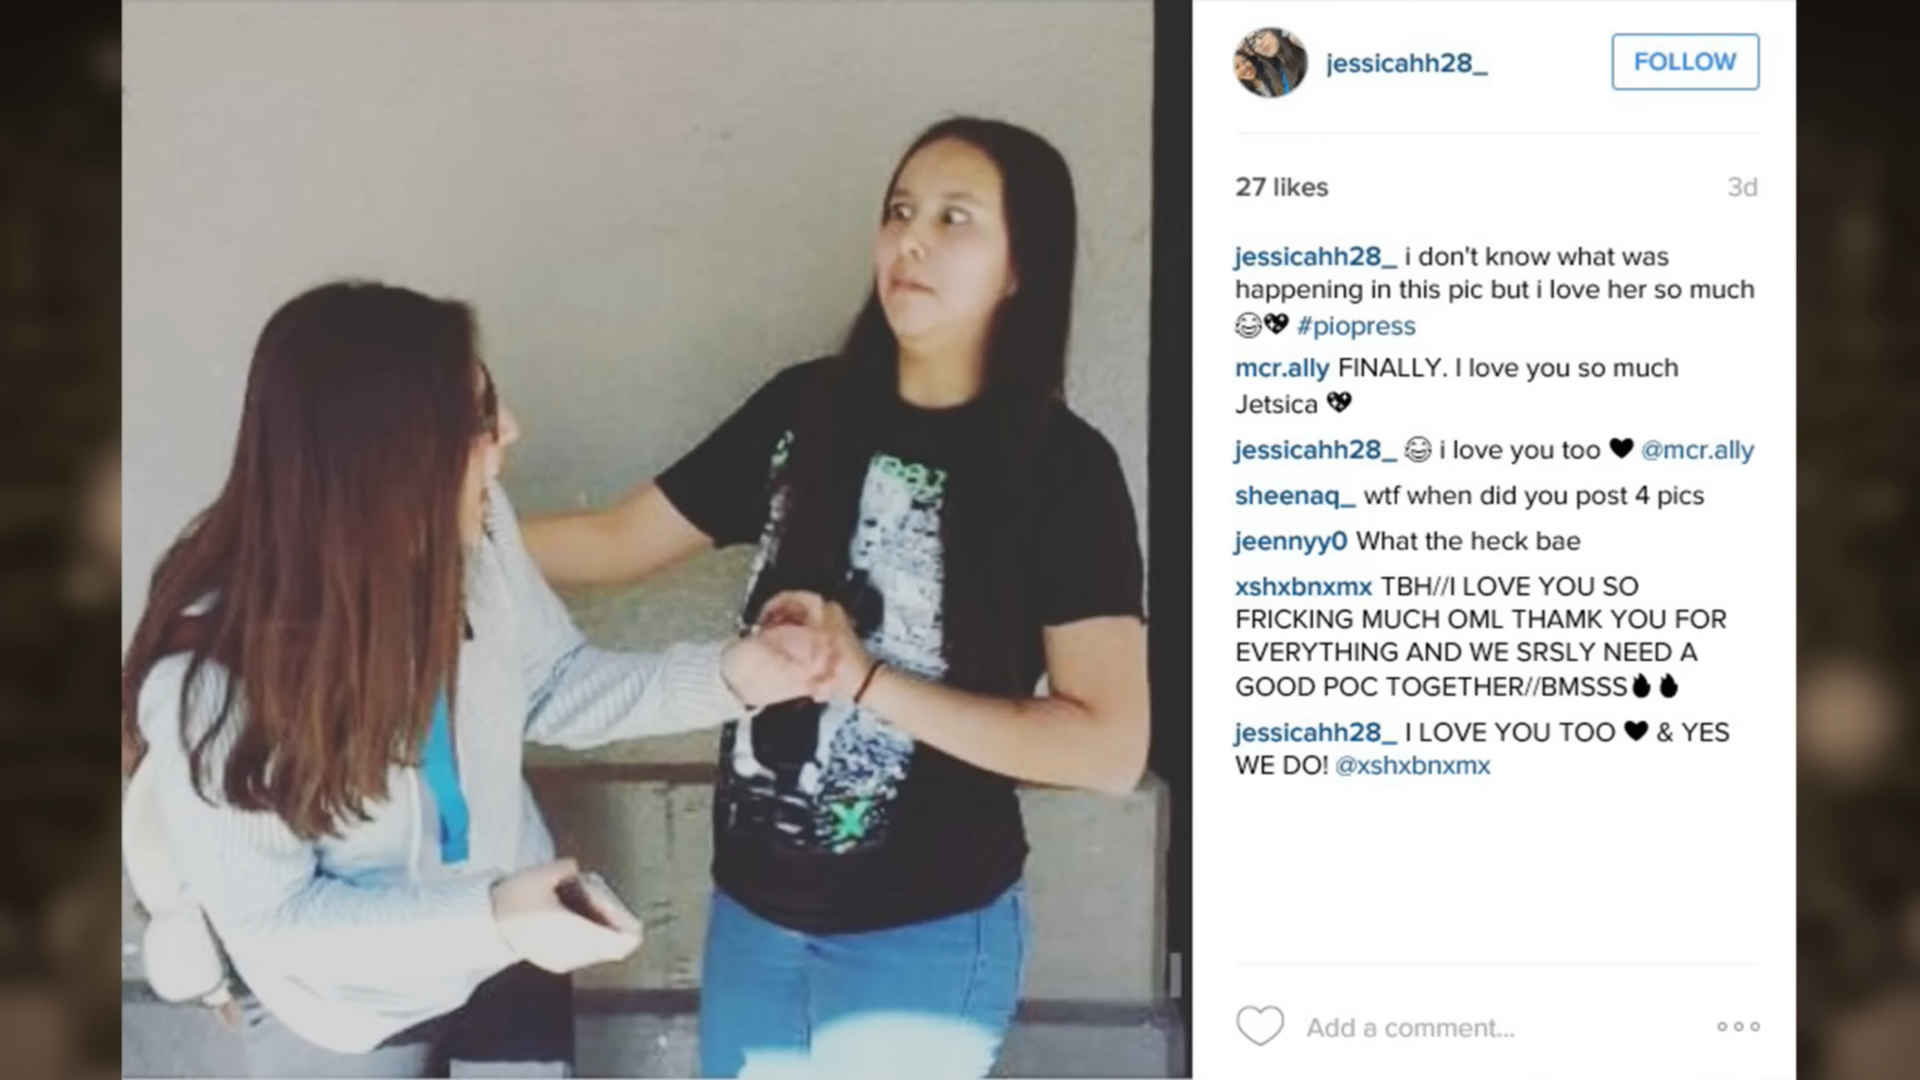 jessicahh28_
FOLLOW
27 likes
3d
jessicahh28_ i don't know what was
happening in this pic but i love her so much
😂💖 #piopress
mcr.ally FINALLY. I love you so much
Jetsica 💖
jessicahh28_ 😂 i love you too ♥ @mcr.ally
sheenaq_ wtf when did you post 4 pics
jeennyy0 What the heck bae
xshxbnxmx TBH//I LOVE YOU SO
FRICKING MUCH OML THAMK YOU FOR
EVERYTHING AND WE SRSLY NEED A
GOOD POC TOGETHER//BMSSS🔥🔥
jessicahh28_ I LOVE YOU TOO ♥ & YES
WE DO! @xshxbnxmx
Add a comment...